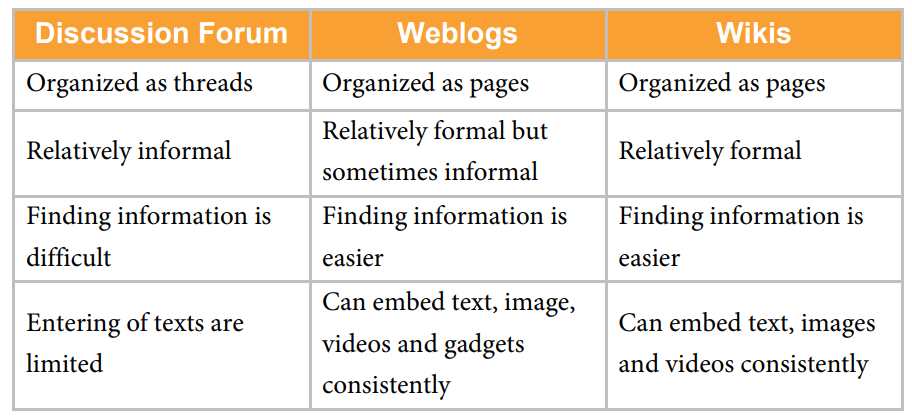 Discussion Forum
Weblogs
Wikis
Organized as threads
Organized as pages
Organized as pages
Relatively informal
Relatively formal but
sometimes informal
Relatively formal
Finding information is
difficult
Finding information is
easier
Finding information is
easier
Entering of texts are
limited
Can embed text, image,
videos and gadgets
consistently
Can embed text, images
and videos consistently